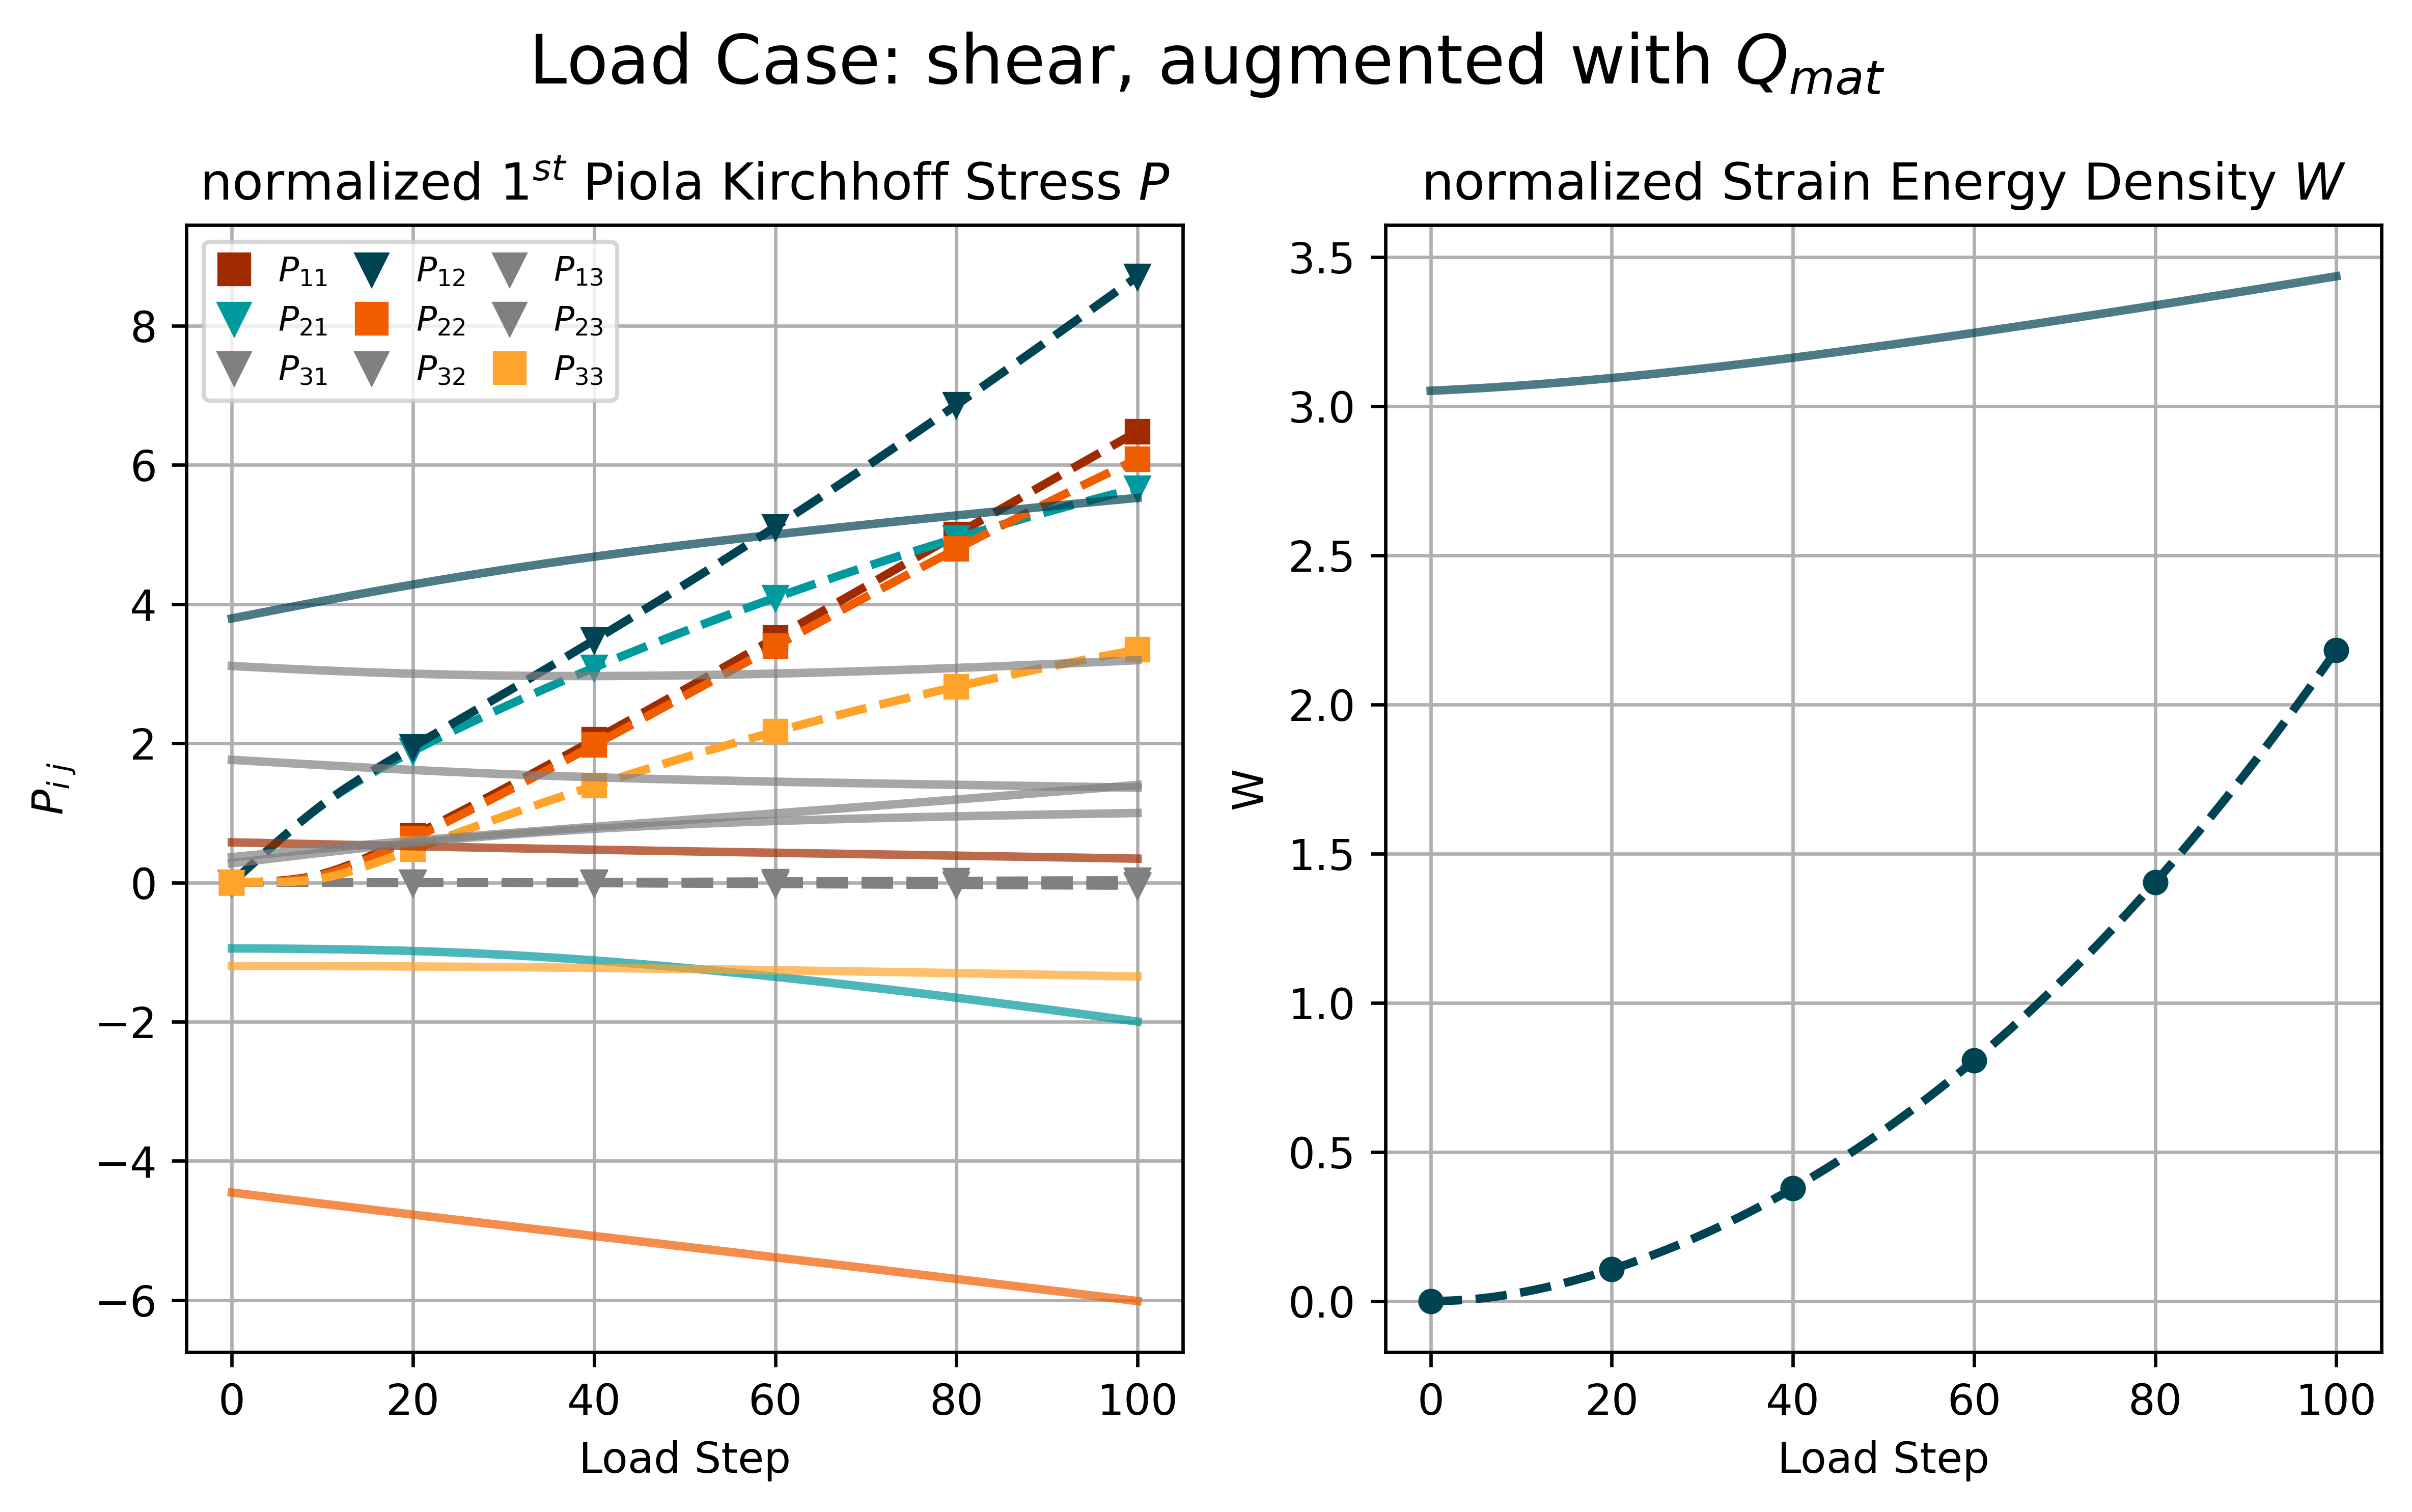 Load Case: shear, augmented with Q_mat
normalized 1^st Piola Kirchhoff Stress P
P_11 P_12 P_13
P_21 P_22 P_23
P_31 P_32 P_33
8
6
4
2
0
−2
−4
−6
P_i j
0 20 40 60 80 100
Load Step
normalized Strain Energy Density W
3.5
3.0
2.5
2.0
1.5
1.0
0.5
0.0
W
0 20 40 60 80 100
Load Step